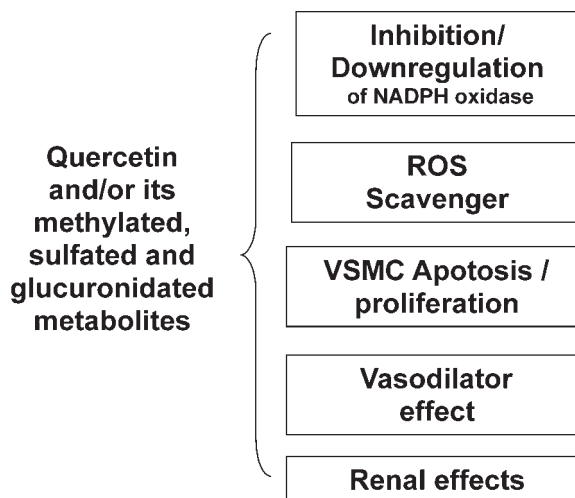 Quercetin
and/or its
methylated,
sulfated and
glucuronidated
metabolites
Inhibition/
Downregulation
of NADPH oxidase
ROS
Scavenger
VSMC Apotosis /
proliferation
Vasodilator
effect
Renal effects